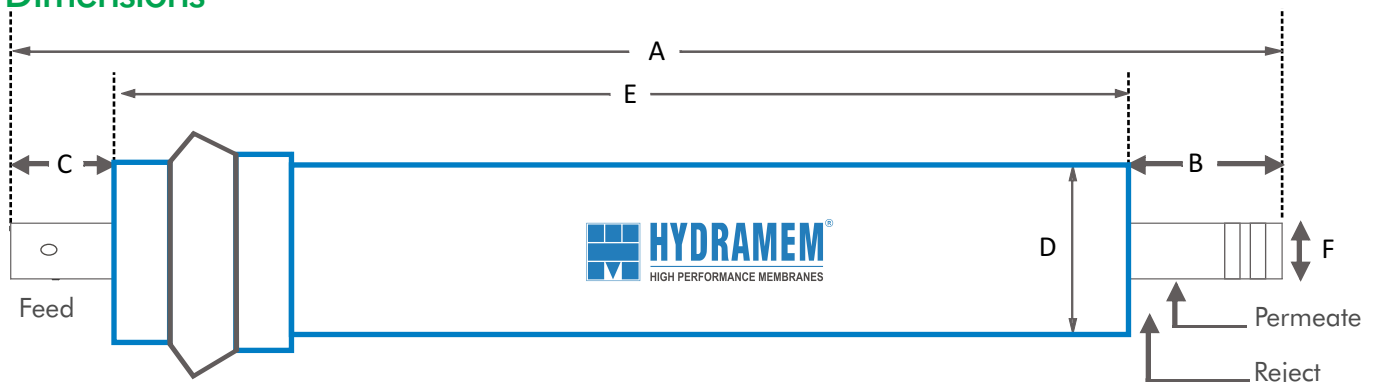 Dimensions
A
E
C
B
HYDRAMEM®
HIGH PERFORMANCE MEMBRANES
D
F
Feed
Permeate
Reject